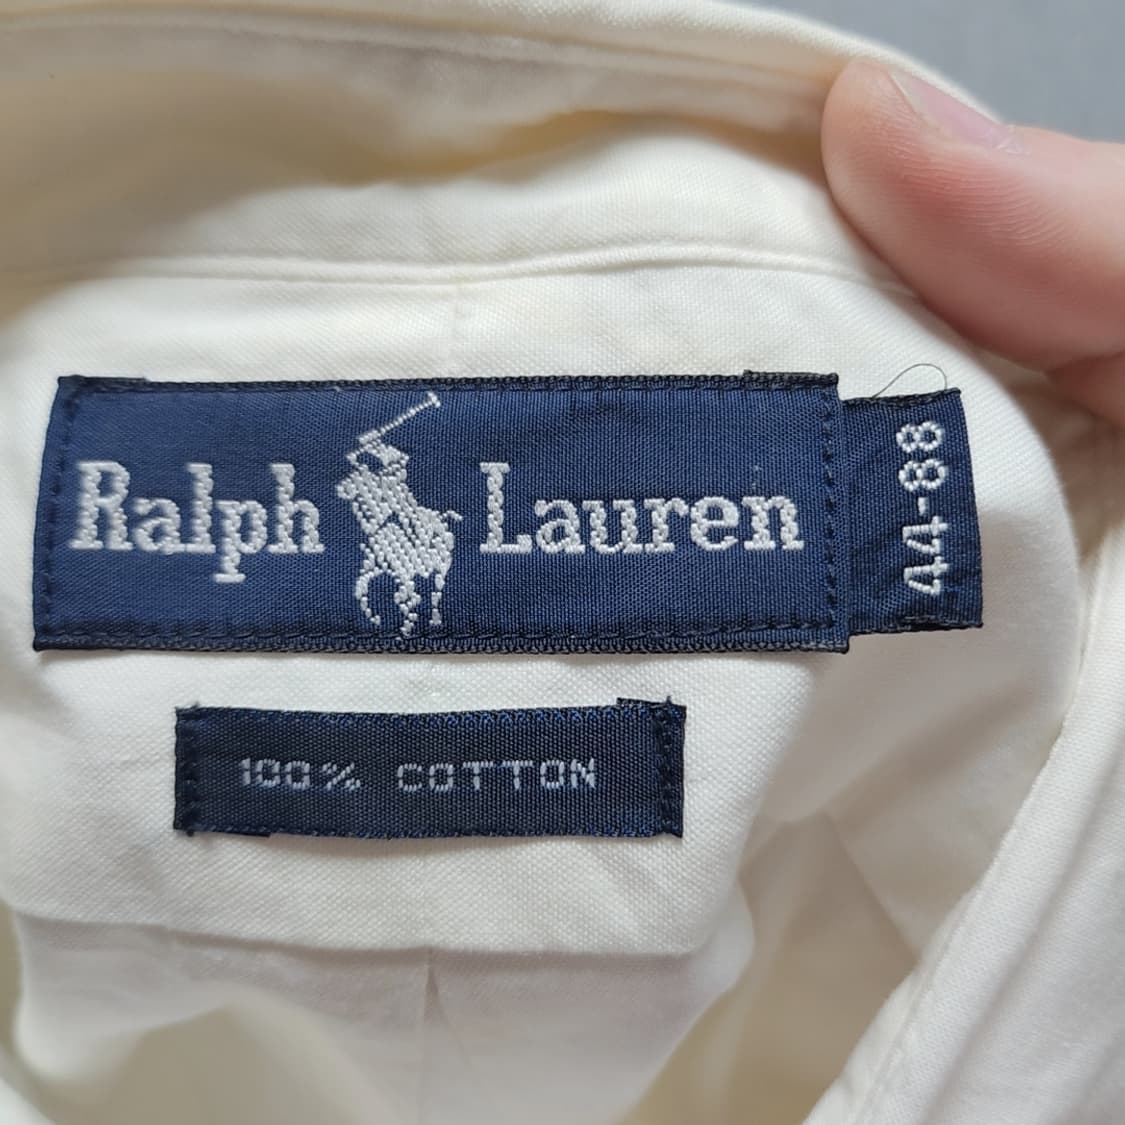 Ralph Lauren
44-88
100% COTTON